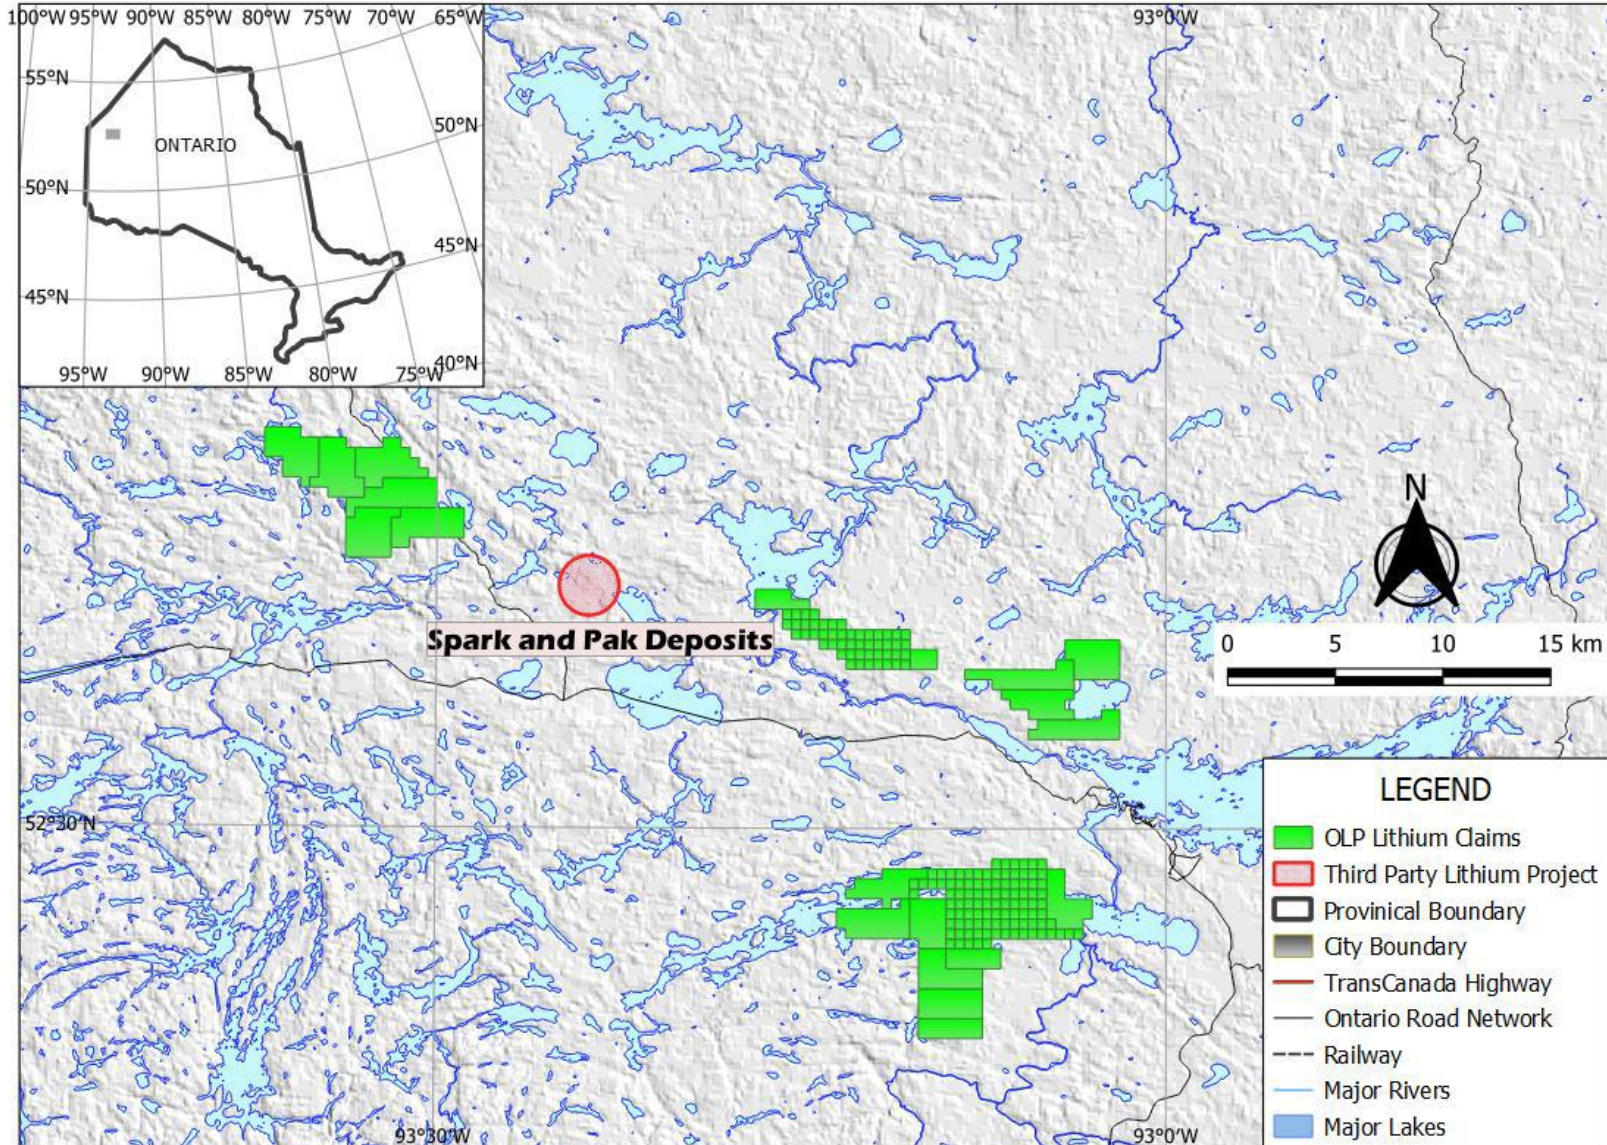 100°W 95°W 90°W 85°W 80°W 75°W 70°W 65°W
93°0'W
55°N
50°N
ONTARIO
50°N
45°N
45°N
40°N
95°W 90°W 85°W 80°W 75°W
N
Spark and Pak Deposits
0 5 10 15 km
52°30'N
LEGEND
OLP Lithium Claims
Third Party Lithium Project
Provinical Boundary
City Boundary
TransCanada Highway
Ontario Road Network
Railway
Major Rivers
Major Lakes
93°30'W
93°0'W